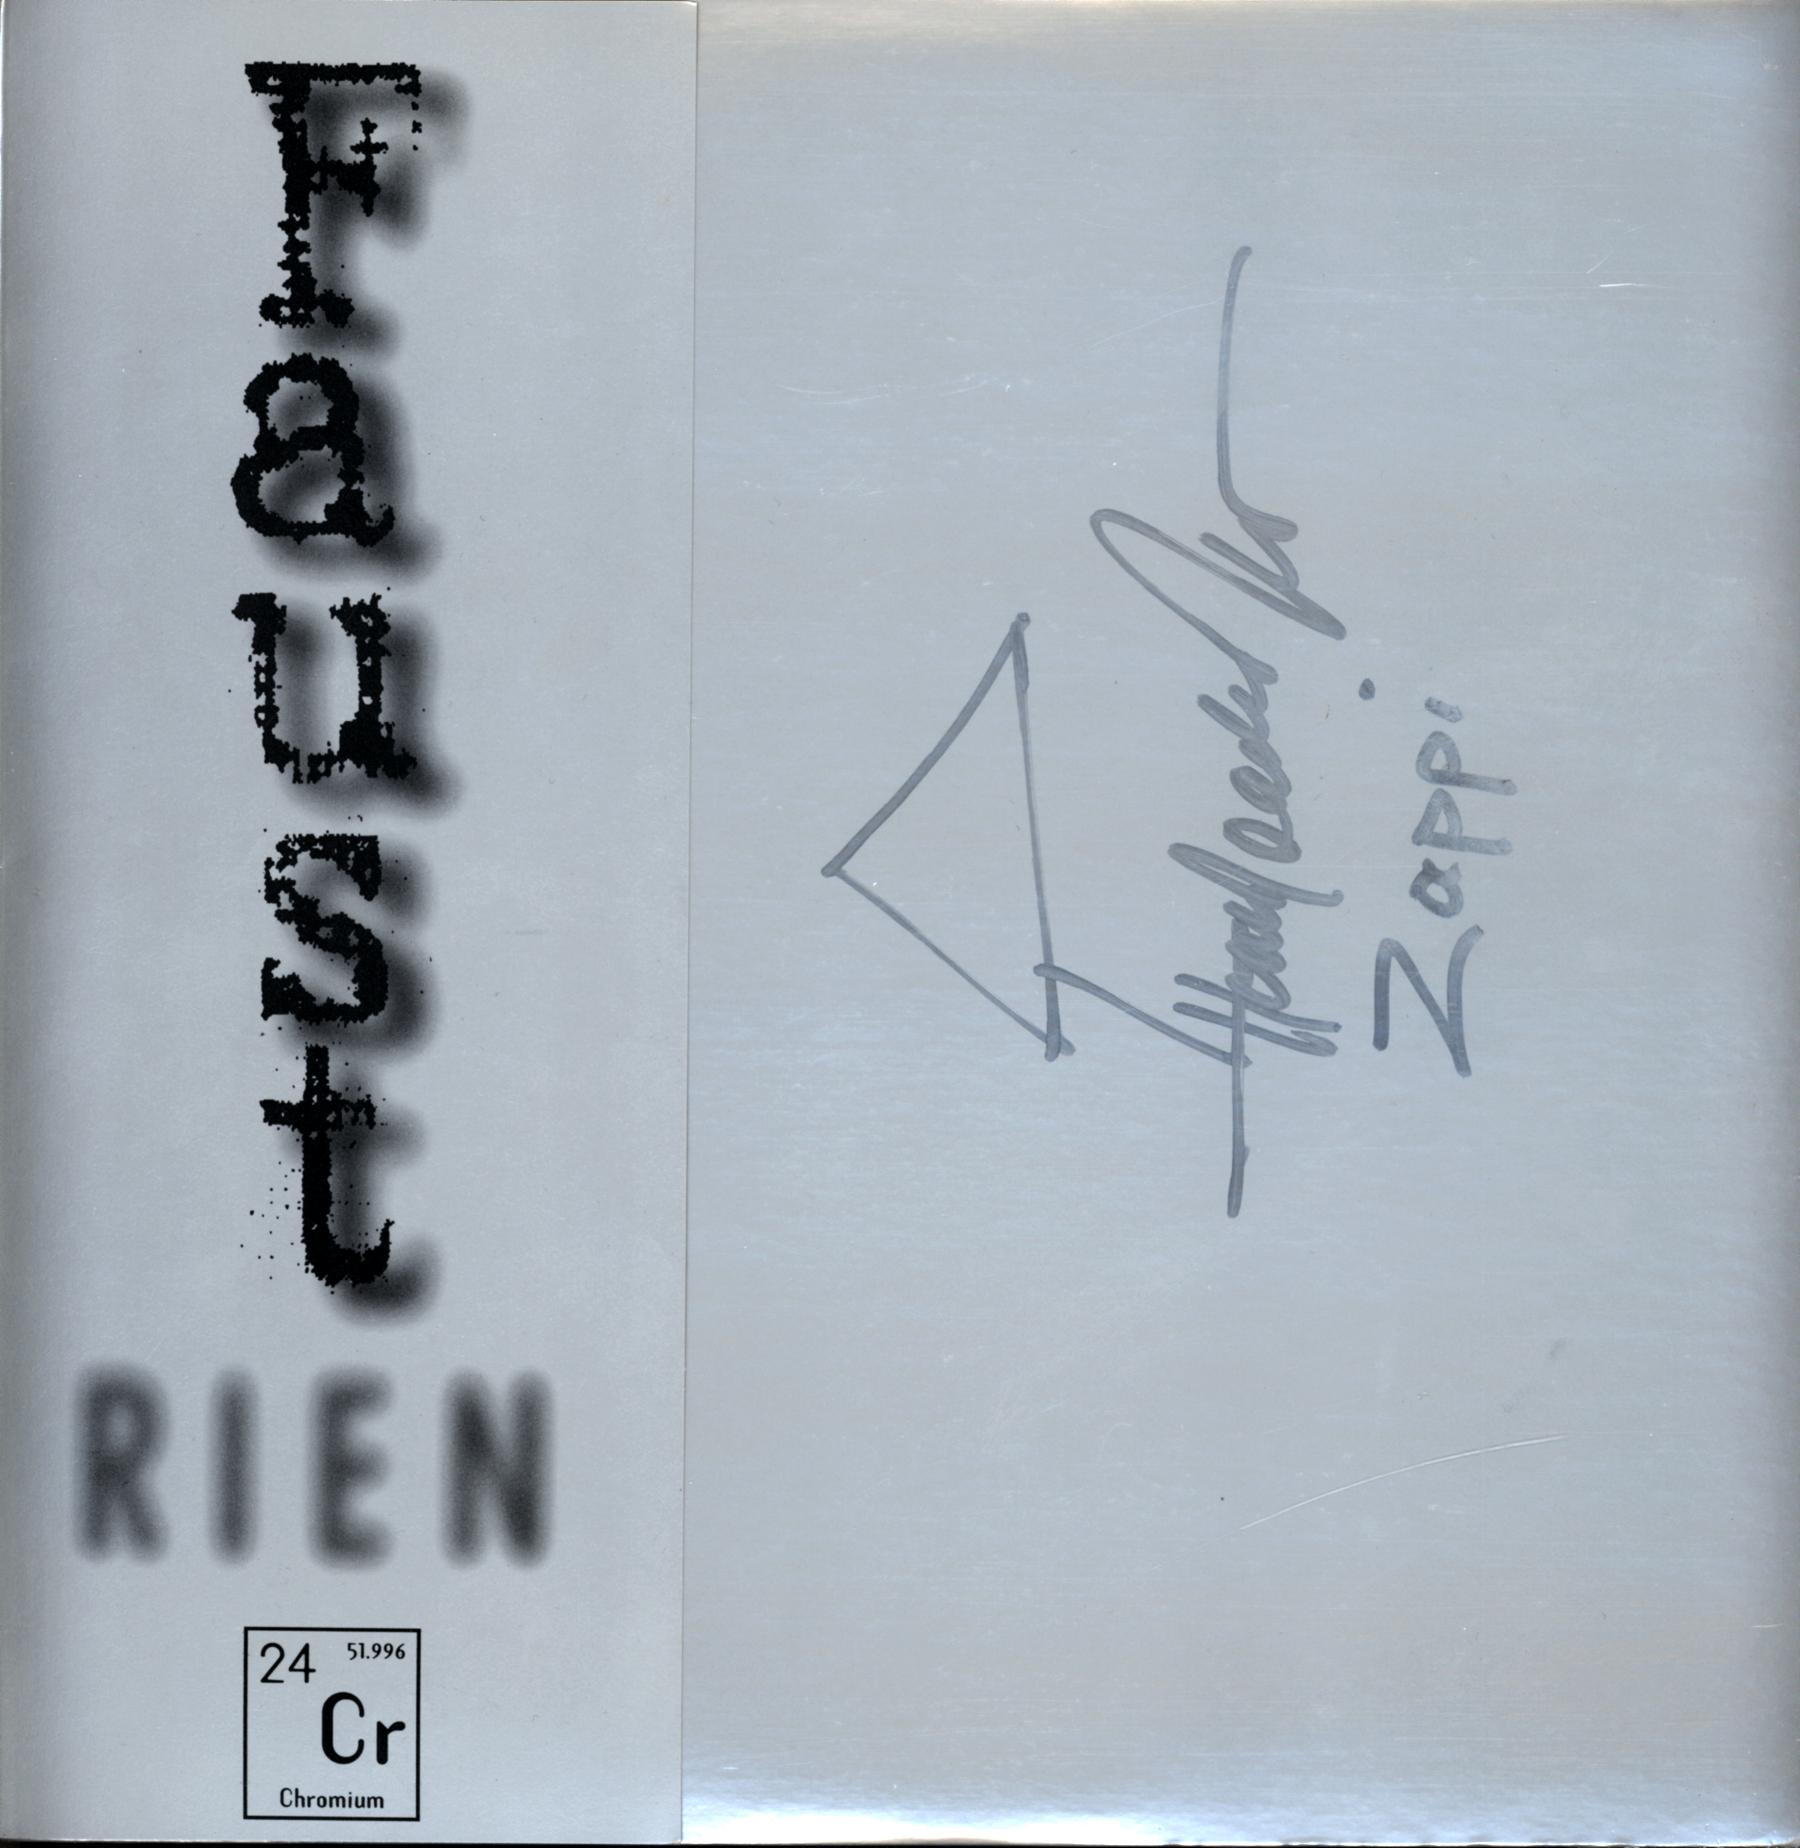 Faust
RIEN
24 51.996
Cr
Chromium
Zappi